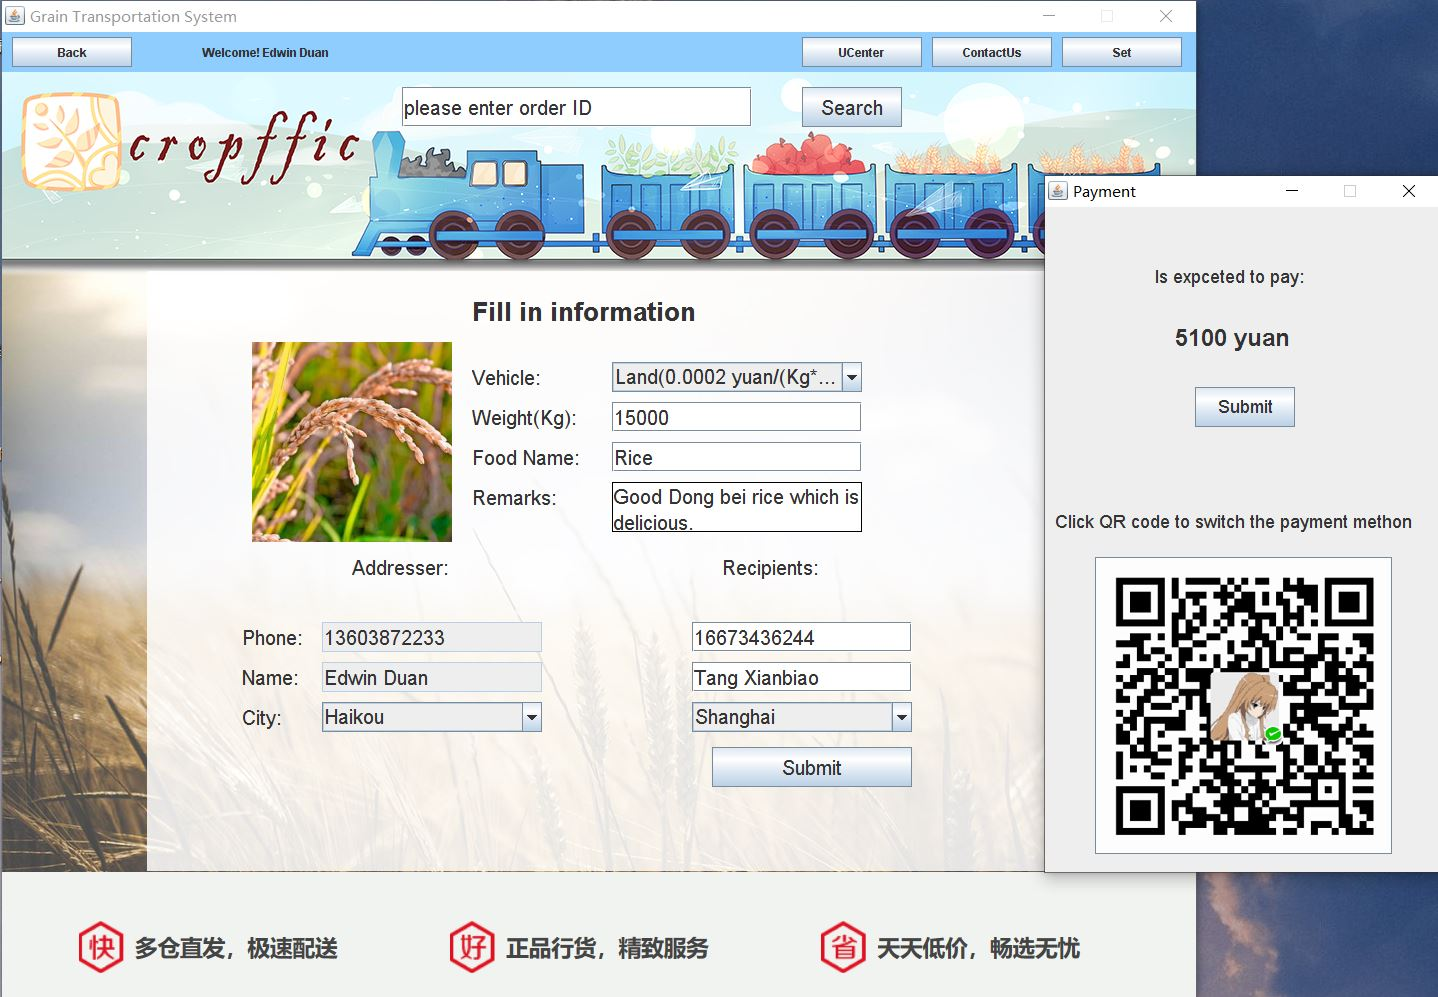 Grain Transportation System
Back
Welcome! Edwin Duan
UCenter
ContactUs
Set
cropffic
please enter order ID
Search
Fill in information
Vehicle:
Land(0.0002 yuan/(Kg*...
Weight(Kg):
15000
Food Name:
Rice
Remarks:
Good Dong bei rice which is
delicious.
Addresser:
Recipients:
Phone:
13603872233
16673436244
Name:
Edwin Duan
Tang Xianbiao
City:
Haikou
Shanghai
Submit
快 多仓直发，极速配送
好 正品行货，精致服务
省 天天低价，畅选无忧
Payment
Is expceted to pay:
5100 yuan
Submit
Click QR code to switch the payment methon